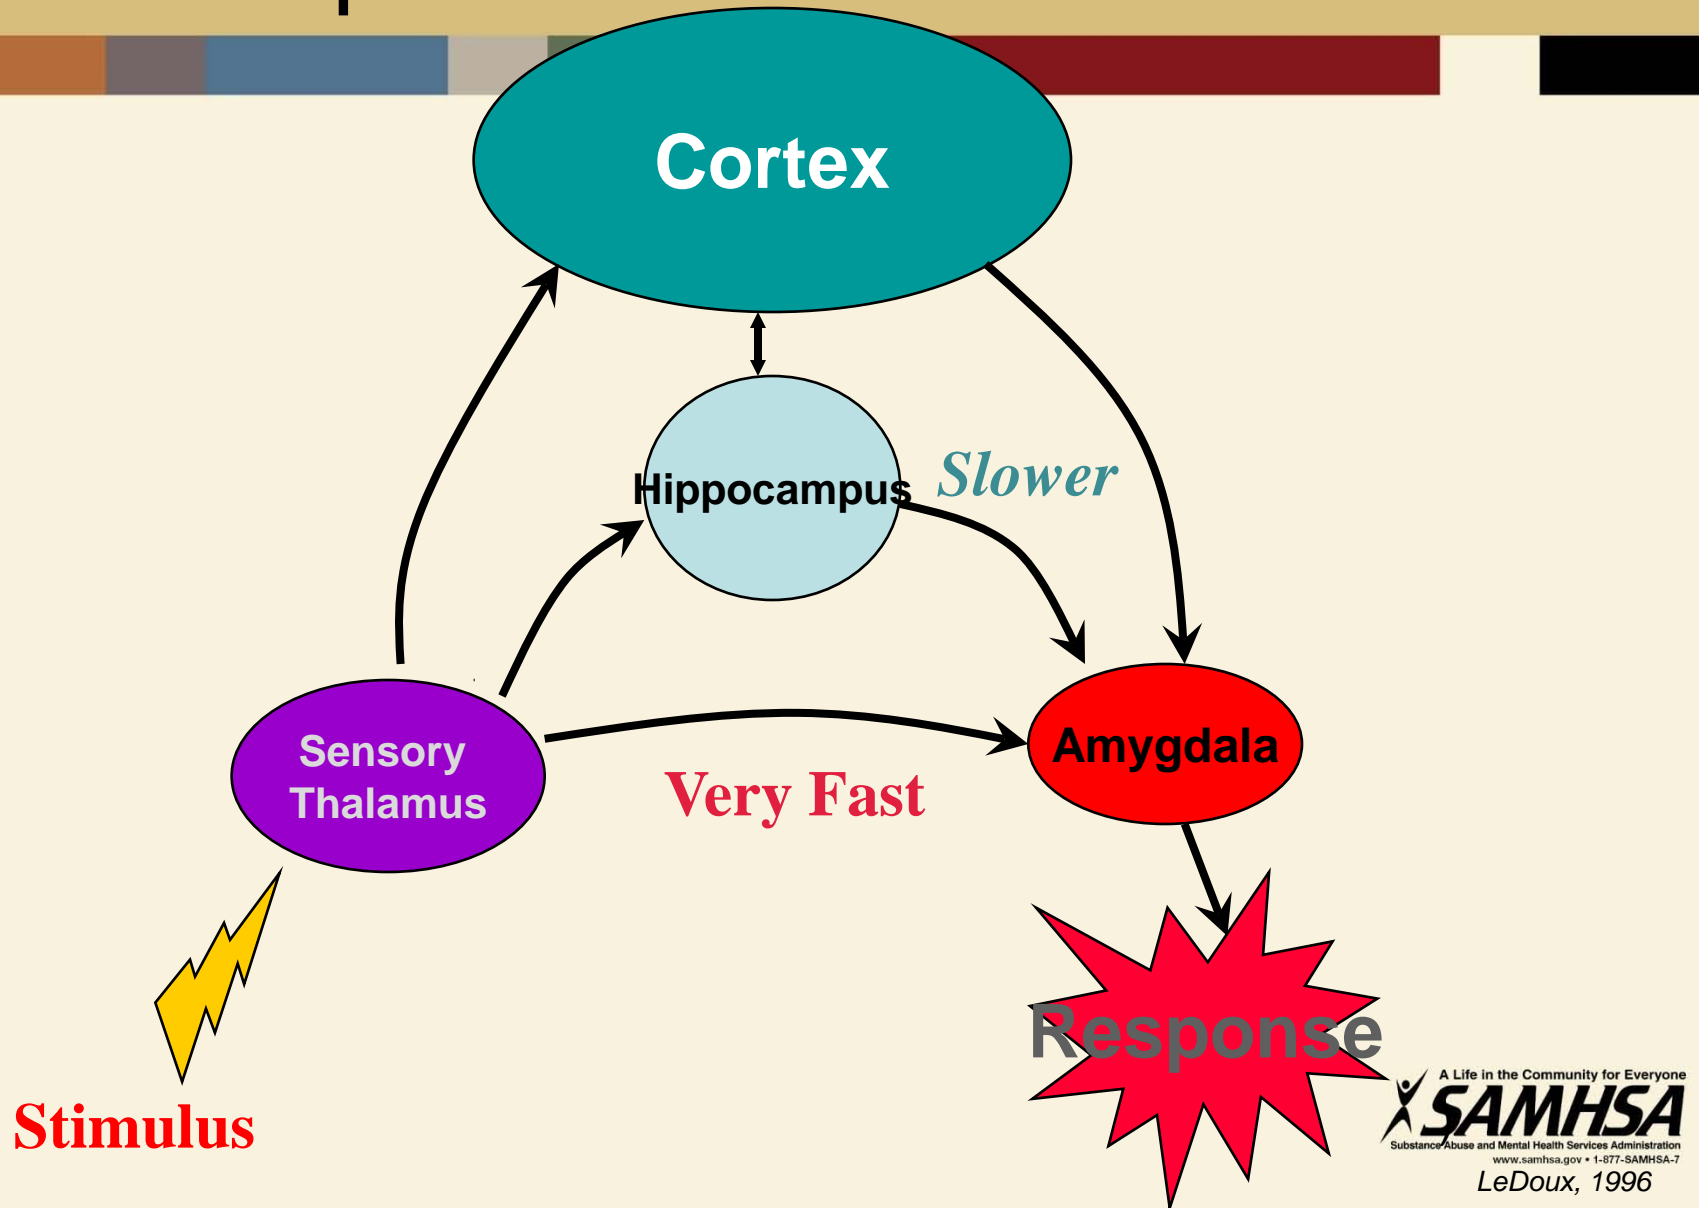 Cortex
Hippocampus
Slower
Sensory
Thalamus
Amygdala
Very Fast
Response
Stimulus
A Life in the Community for Everyone
SAMHSA
Substance Abuse and Mental Health Services Administration
www.samhsa.gov • 1-877-SAMHSA-7
LeDoux, 1996